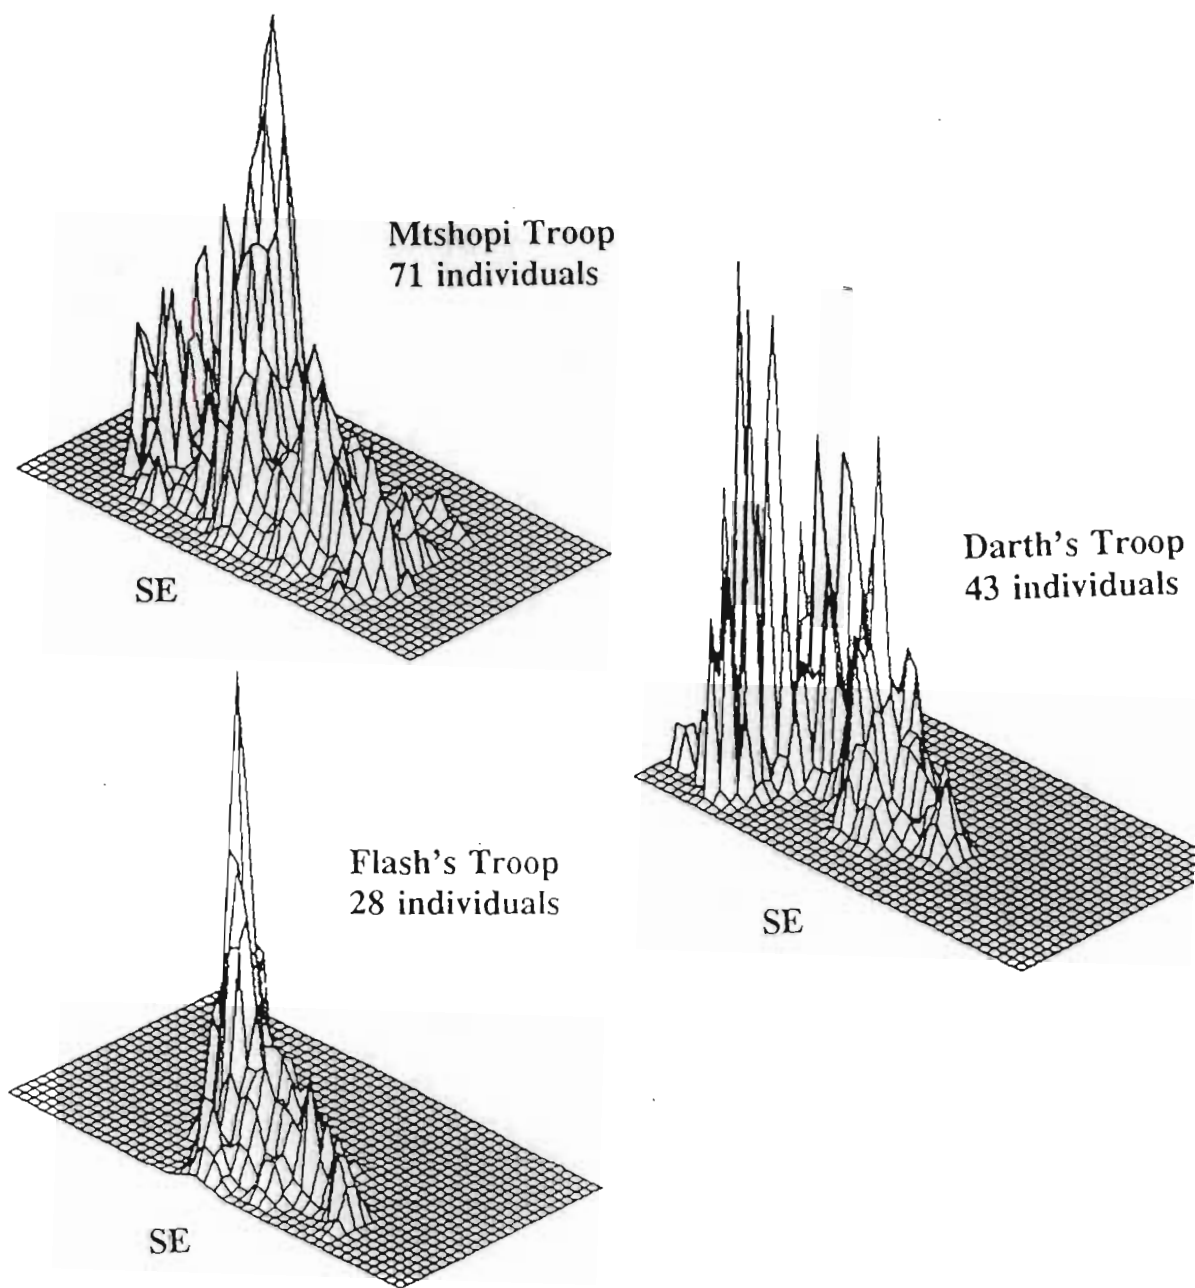 Mtshopi Troop
71 individuals
SE
Darth's Troop
43 individuals
SE
Flash's Troop
28 individuals
SE